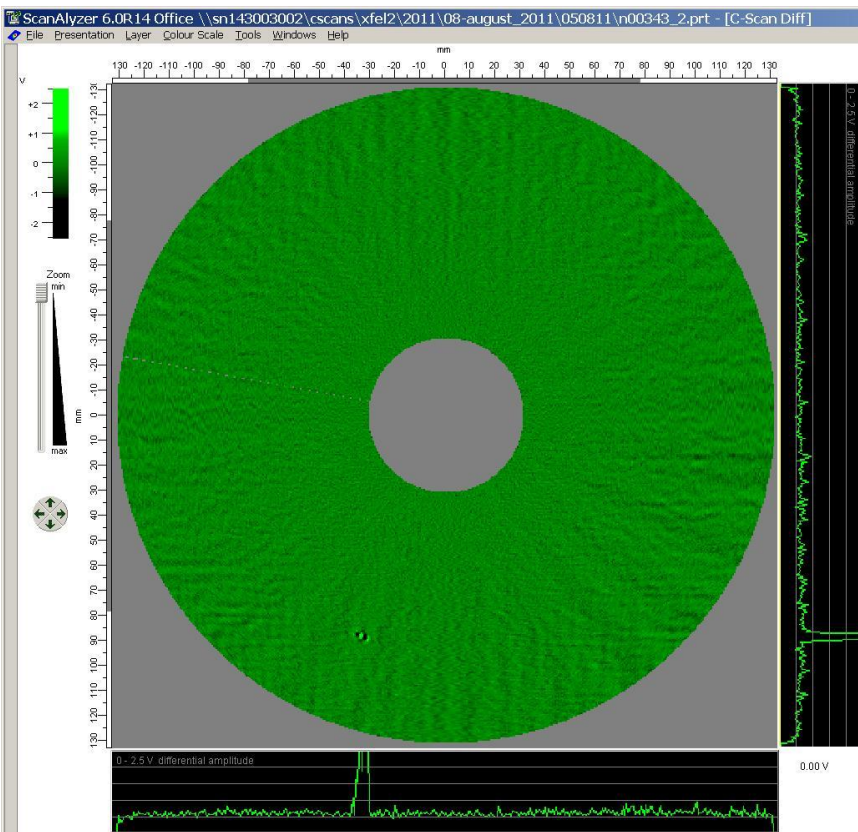 ScanAlyzer 6.0R14 Office \\sn143003002\cscans\xfel2\2011\08-august_2011\050811\n00343_2.prt - [C-Scan Diff]
File Presentation Layer Colour Scale Tools Windows Help
mm
130 -110 -90 -80 -70 -60 -50 -40 -30 -20 -10 0 10 20 30 40 50 60 70 80 90 100 110 130
V
+2
+1
0
-1
-2
Zoom
min
max
mm
-130 -120 -110 -100 -90 -80 -70 -60 -50 -40 -30 -20 -10 0 10 20 30 40 50 60 70 80 90 100 110 130
0 - 2.5 V differential amplitude
0 - 2.5 V differential amplitude
0.00 V